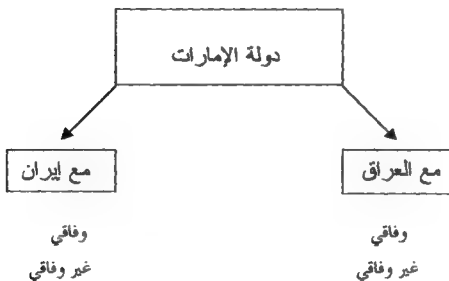 دولة الإمارات
مع العراق
مع إيران
وفاقي
وفاقي
غير وفاقي
غير وفاقي